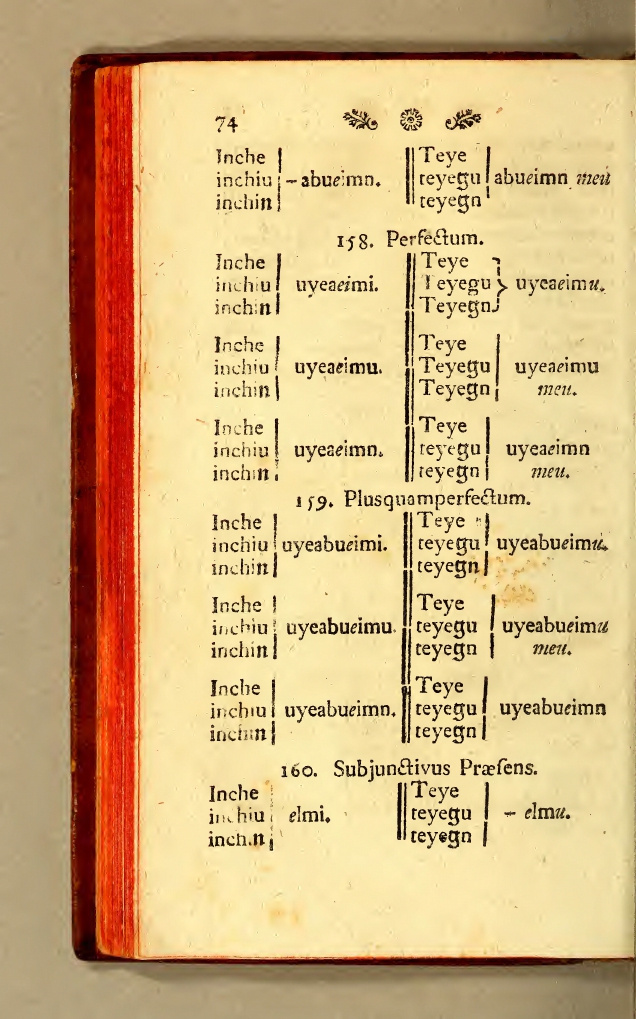 74
Inche | Teye |
inchiu | - abueimn. teyegu | abueimn meu
inchin | teyegn |
158. Perfectum.
Inche | Teye }
inchiu | uyeaeimi. Teyegu } uyeaeimu.
inchin | Teyegn }
Inche | Teye |
inchiu | uyeaeimu. Teyegu | uyeaeimu
inchin | Teyegn | meu.
Inche | Teye |
inchiu | uyeaeimn. teyegu | uyeaeimn
inchin | teyegn | meu.
159. Plusquamperfectum.
Inche | Teye |
inchiu | uyeabueimi. teyegu | uyeabueimu.
inchin | teyegn |
Inche | Teye |
inchiu | uyeabueimu. teyegu | uyeabueimu
inchin | teyegn | meu.
Inche | Teye |
inchiu | uyeabueimn. teyegu | uyeabueimn
inchin | teyegn |
160. Subjunctivus Præsens.
Inche | Teye |
inchiu | elmi. teyegu | - elmu.
inchin | teyegn |